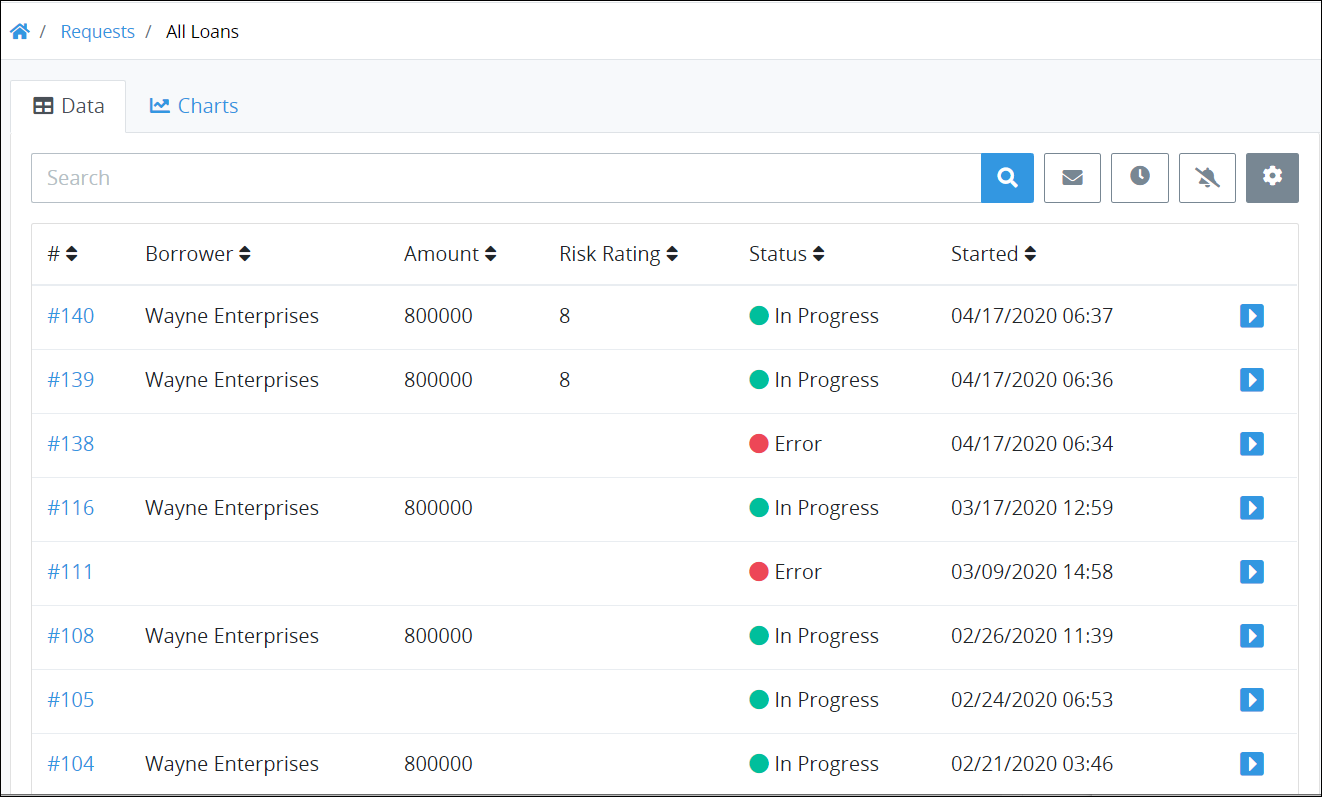 / Requests / All Loans
Data Charts
Search
# Borrower Amount Risk Rating Status Started
#140 Wayne Enterprises 800000 8 In Progress 04/17/2020 06:37
#139 Wayne Enterprises 800000 8 In Progress 04/17/2020 06:36
#138 Error 04/17/2020 06:34
#116 Wayne Enterprises 800000 In Progress 03/17/2020 12:59
#111 Error 03/09/2020 14:58
#108 Wayne Enterprises 800000 In Progress 02/26/2020 11:39
#105 In Progress 02/24/2020 06:53
#104 Wayne Enterprises 800000 In Progress 02/21/2020 03:46